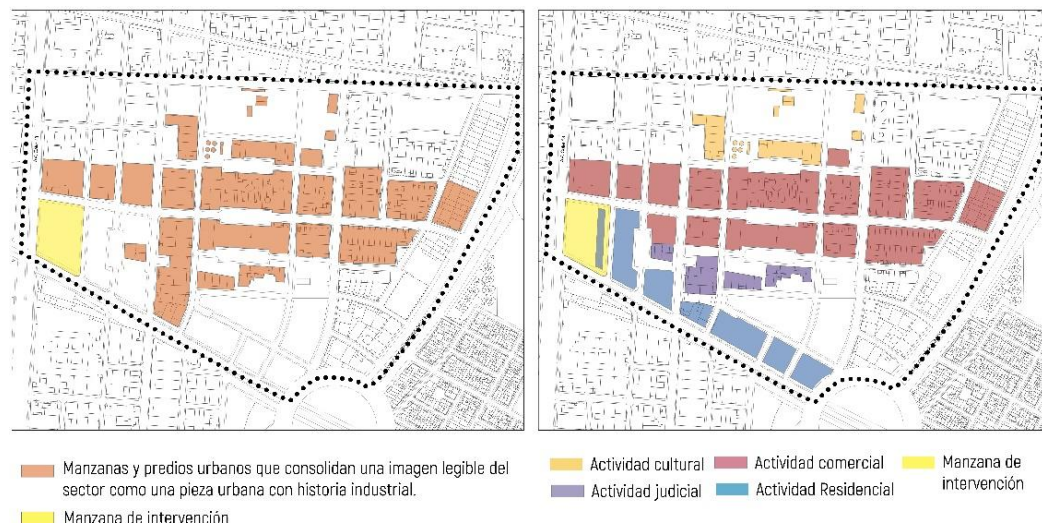 Manzanas y predios urbanos que consolidan una imagen legible del
sector como una pieza urbana con historia industrial.
Manzana de intervención
Actividad cultural
Actividad comercial
Manzana de
intervención
Actividad judicial
Actividad Residencial